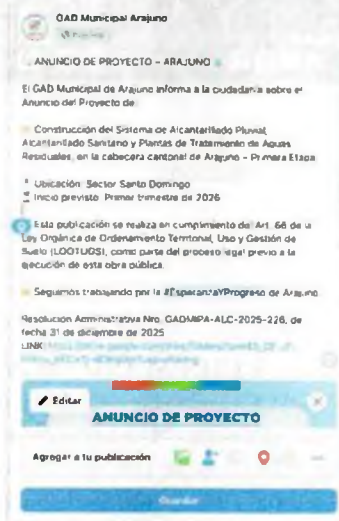 GAD Municipal Arajuno
ANUNCIO DE PROYECTO – ARAJUNO
El GAD Municipal de Arajuno informa a la ciudadanía sobre el
Anuncio del Proyecto de:
Construcción del Sistema de Alcantarillado Pluvial,
Alcantarillado Sanitario y Plantas de Tratamiento de Aguas
Residuales, en la cabecera cantonal de Arajuno – Primera Etapa
Ubicación: Sector Santo Domingo
Inicio previsto: Primer trimestre de 2026
Esta publicación se realiza en cumplimiento del Art. 66 de la
Ley Orgánica de Ordenamiento Territorial, Uso y Gestión de
Suelo (LOOTUGS), como parte del proceso legal previo a la
ejecución de esta obra pública.
Seguimos trabajando por la #EsperanzaYProgreso de Arajuno
Resolución Administrativa Nro. GADMIPA-ALC-2025-226, de
fecha 31 de diciembre de 2025
LINK:
Editar
ANUNCIO DE PROYECTO
Agregar a tu publicación
Guardar